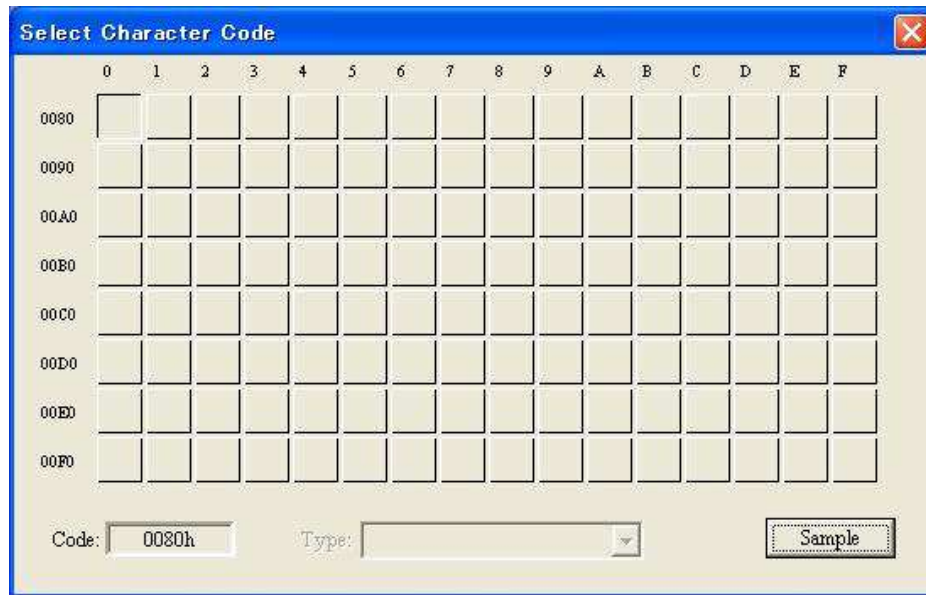 Select Character Code
0 1 2 3 4 5 6 7 8 9 A B C D E F
0080
0090
00A0
00B0
00C0
00D0
00E0
00F0
Code: 0080h Type: Sample